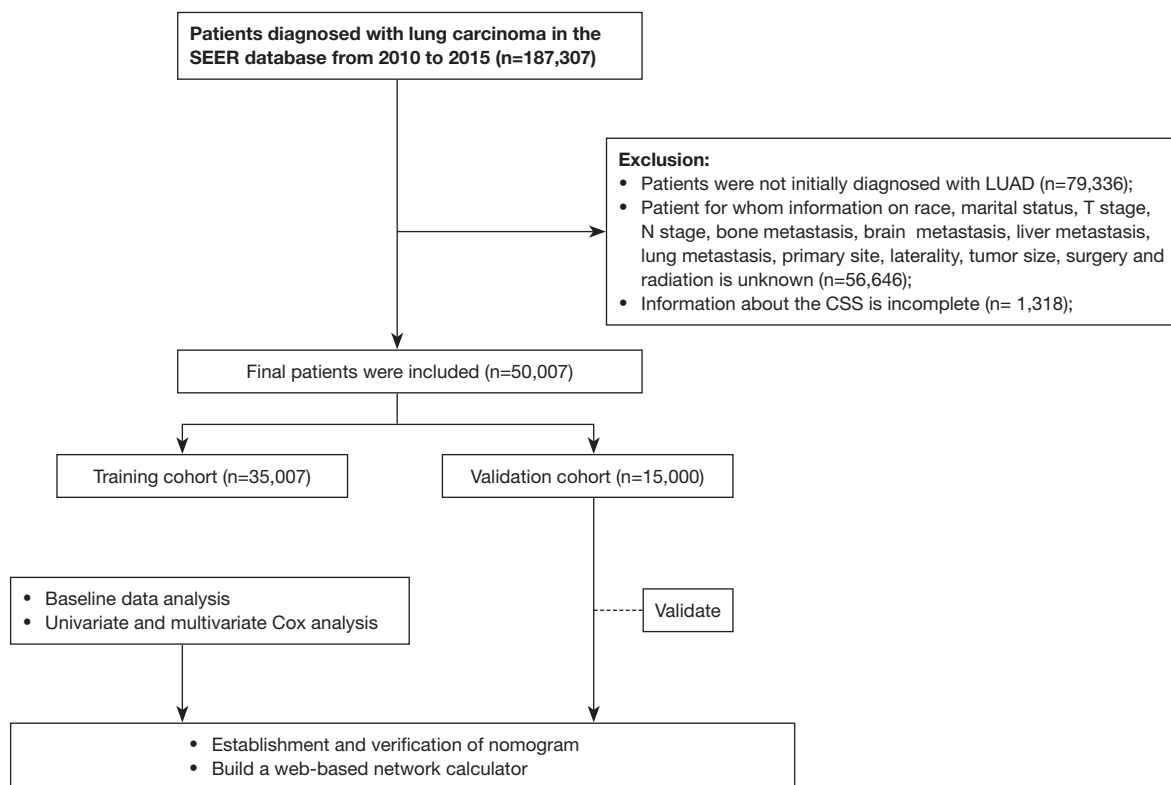 Patients diagnosed with lung carcinoma in the
SEER database from 2010 to 2015 (n=187,307)
Exclusion:
• Patients were not initially diagnosed with LUAD (n=79,336);
• Patient for whom information on race, marital status, T stage,
N stage, bone metastasis, brain metastasis, liver metastasis,
lung metastasis, primary site, laterality, tumor size, surgery and
radiation is unknown (n=56,646);
• Information about the CSS is incomplete (n= 1,318);
Final patients were included (n=50,007)
Training cohort (n=35,007)
Validation cohort (n=15,000)
• Baseline data analysis
• Univariate and multivariate Cox analysis
Validate
• Establishment and verification of nomogram
• Build a web-based network calculator